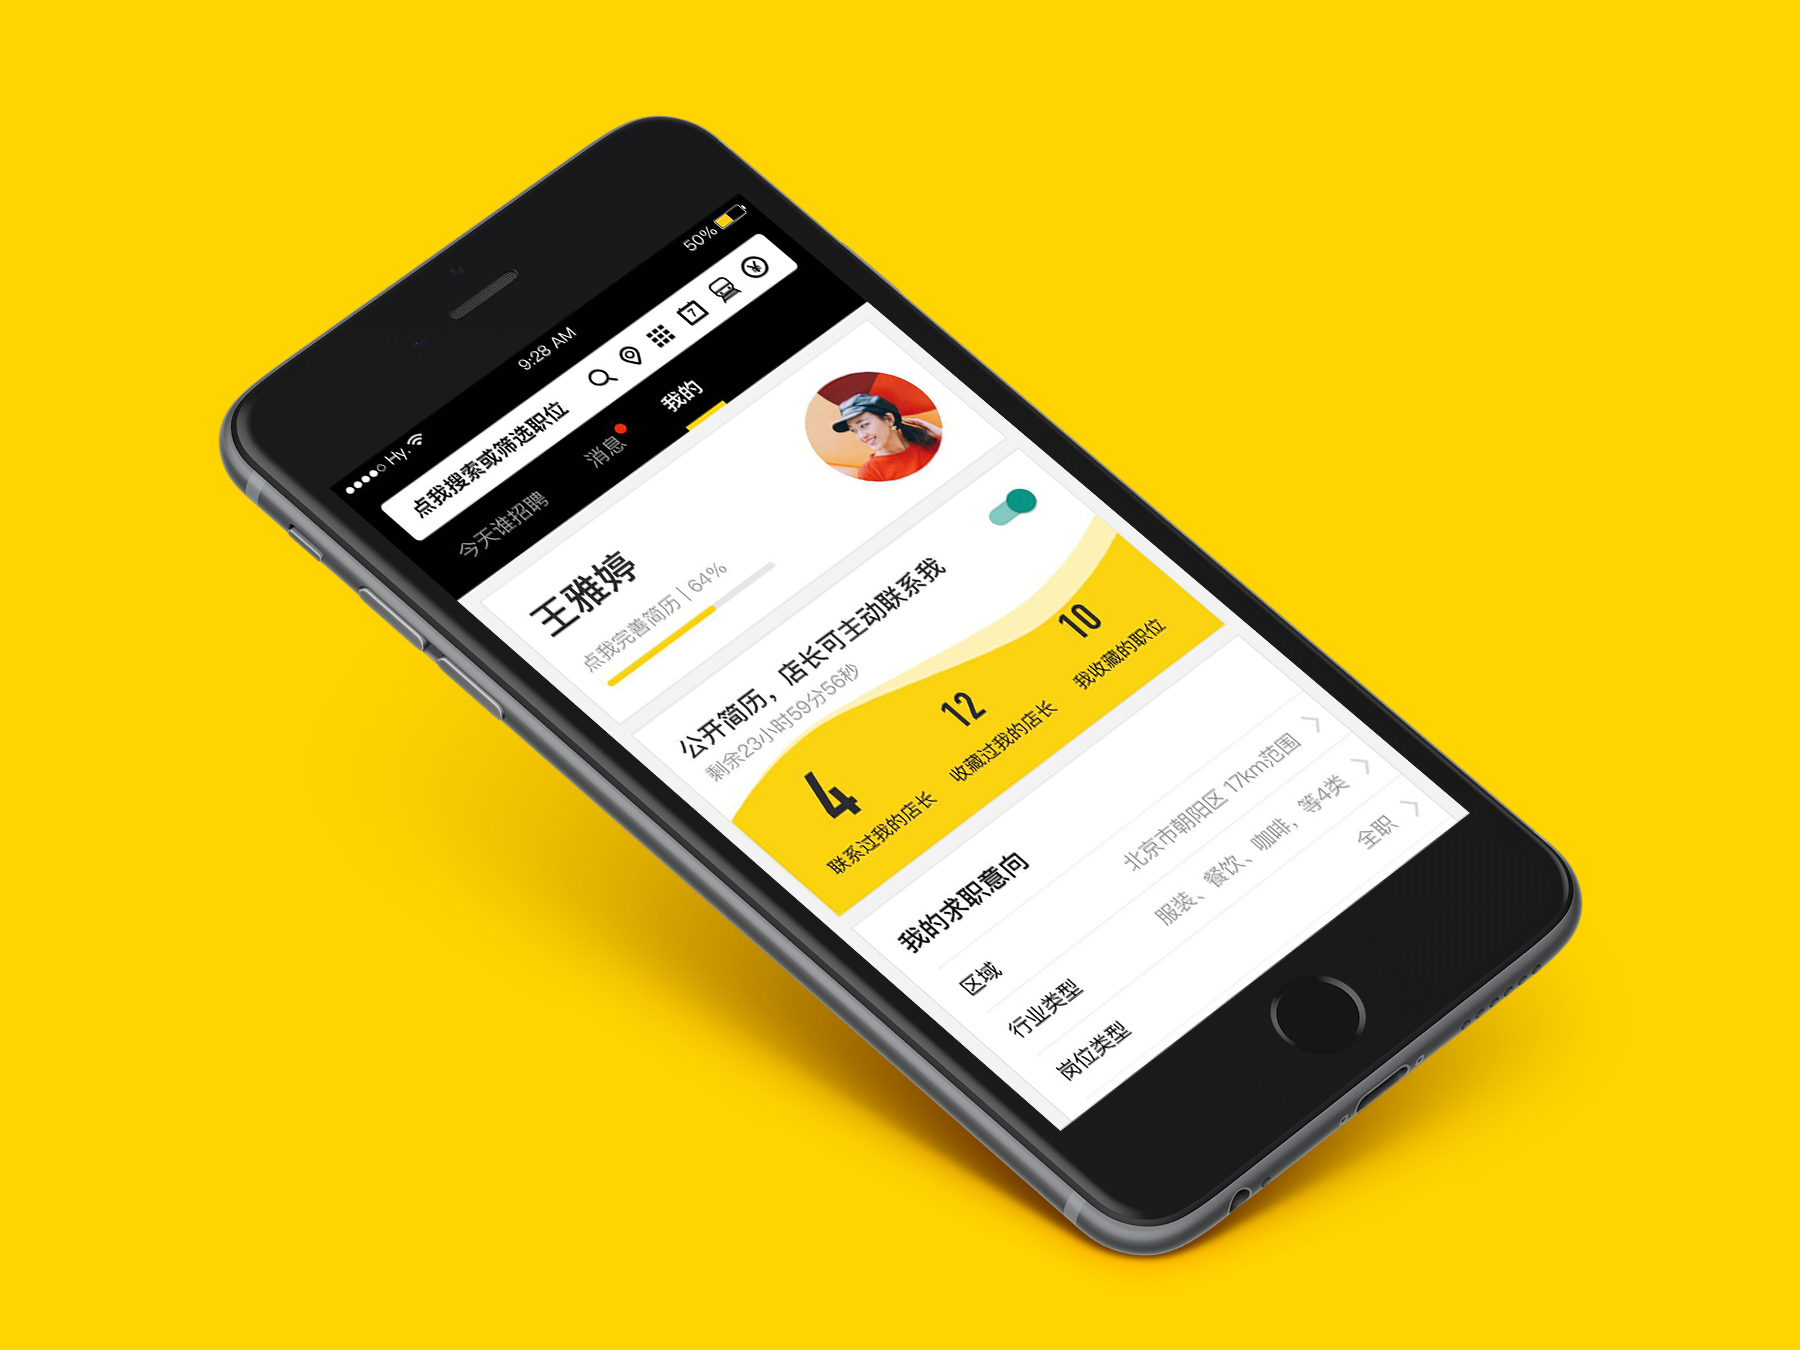 Hy. 9:28 AM 50%
点我搜索或筛选职位 7 ¥
今天谁招聘 消息 我的
王雅婷
点我完善简历 | 64%
公开简历，店长可主动联系我
剩余23小时59分56秒
4 12 10
联系过我的店长 收藏过我的店长 我收藏的职位
我的求职意向
区域 北京市朝阳区 17km范围
行业类型 服装、餐饮、咖啡，等4类
岗位类型 全职